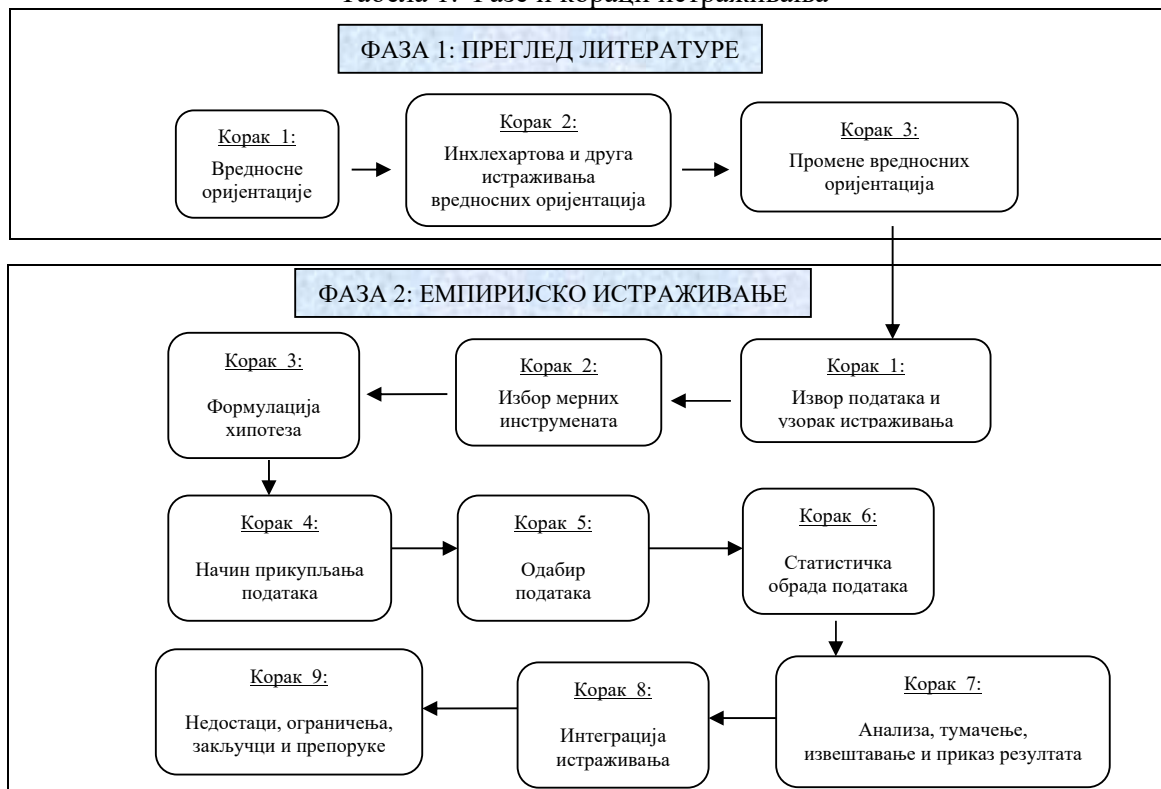 Табела 1: Фазе и кораци истраживања
ФАЗА 1: ПРЕГЛЕД ЛИТЕРАТУРЕ
Корак 1:
Вредносне
оријентације
Корак 2:
Инхлехартова и друга
истраживања
вредносних оријентација
Корак 3:
Промене вредносних
оријентација
ФАЗА 2: ЕМПИРИЈСКО ИСТРАЖИВАЊЕ
Корак 1:
Извор података и
узорак истраживања
Корак 2:
Избор мерних
инструмената
Корак 3:
Формулација
хипотеза
Корак 4:
Начин прикупљања
података
Корак 5:
Одабир
података
Корак 6:
Статистичка
обрада података
Корак 7:
Анализа, тумачење,
извештавање и приказ резултата
Корак 8:
Интеграција
истраживања
Корак 9:
Недостаци, ограничења,
закључци и препоруке